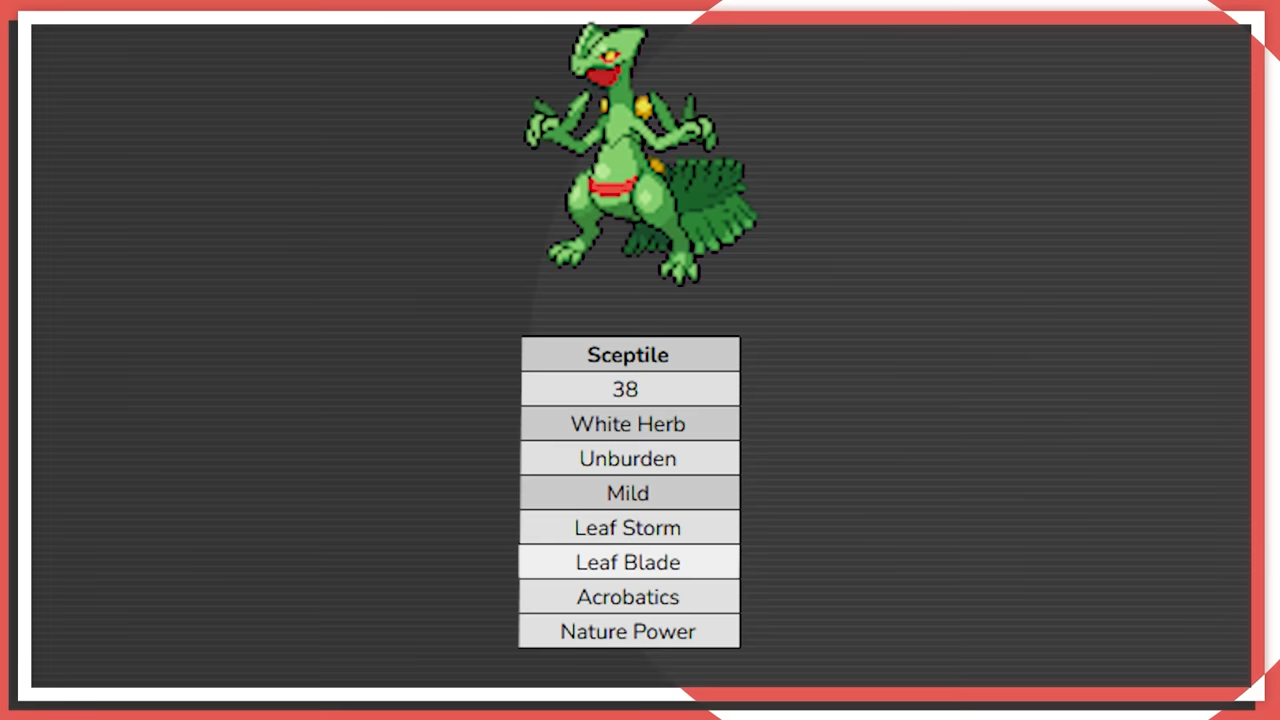 Sceptile
38
White Herb
Unburden
Mild
Leaf Storm
Leaf Blade
Acrobatics
Nature Power